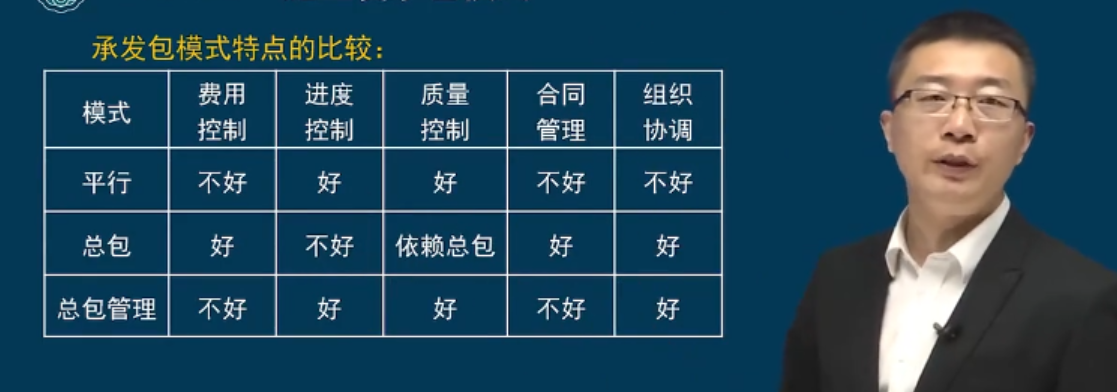 承发包模式特点的比较：
模式 费用控制 进度控制 质量控制 合同管理 组织协调
平行 不好 好 好 不好 不好
总包 好 不好 依赖总包 好 好
总包管理 不好 好 好 不好 好